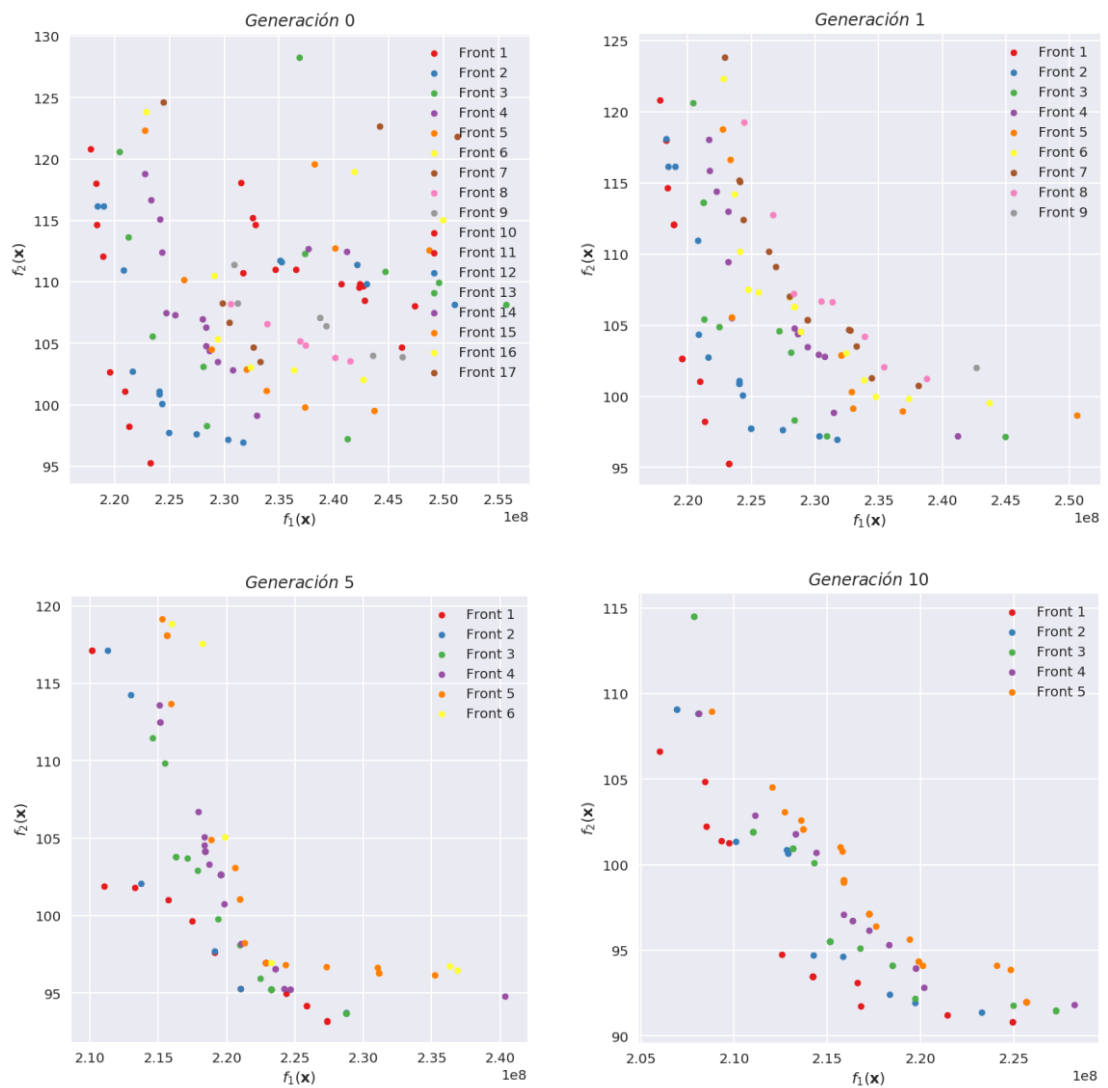 Generación 0
130
125
120
115
110
105
100
95
f2(x)
2.20 2.25 2.30 2.35 2.40 2.45 2.50 2.55
1e8
f1(x)
Front 1
Front 2
Front 3
Front 4
Front 5
Front 6
Front 7
Front 8
Front 9
Front 10
Front 11
Front 12
Front 13
Front 14
Front 15
Front 16
Front 17
Generación 1
125
120
115
110
105
100
95
f2(x)
2.20 2.25 2.30 2.35 2.40 2.45 2.50
1e8
f1(x)
Front 1
Front 2
Front 3
Front 4
Front 5
Front 6
Front 7
Front 8
Front 9
Generación 5
120
115
110
105
100
95
f2(x)
2.10 2.15 2.20 2.25 2.30 2.35 2.40
1e8
f1(x)
Front 1
Front 2
Front 3
Front 4
Front 5
Front 6
Generación 10
115
110
105
100
95
90
f2(x)
2.05 2.10 2.15 2.20 2.25
1e8
f1(x)
Front 1
Front 2
Front 3
Front 4
Front 5